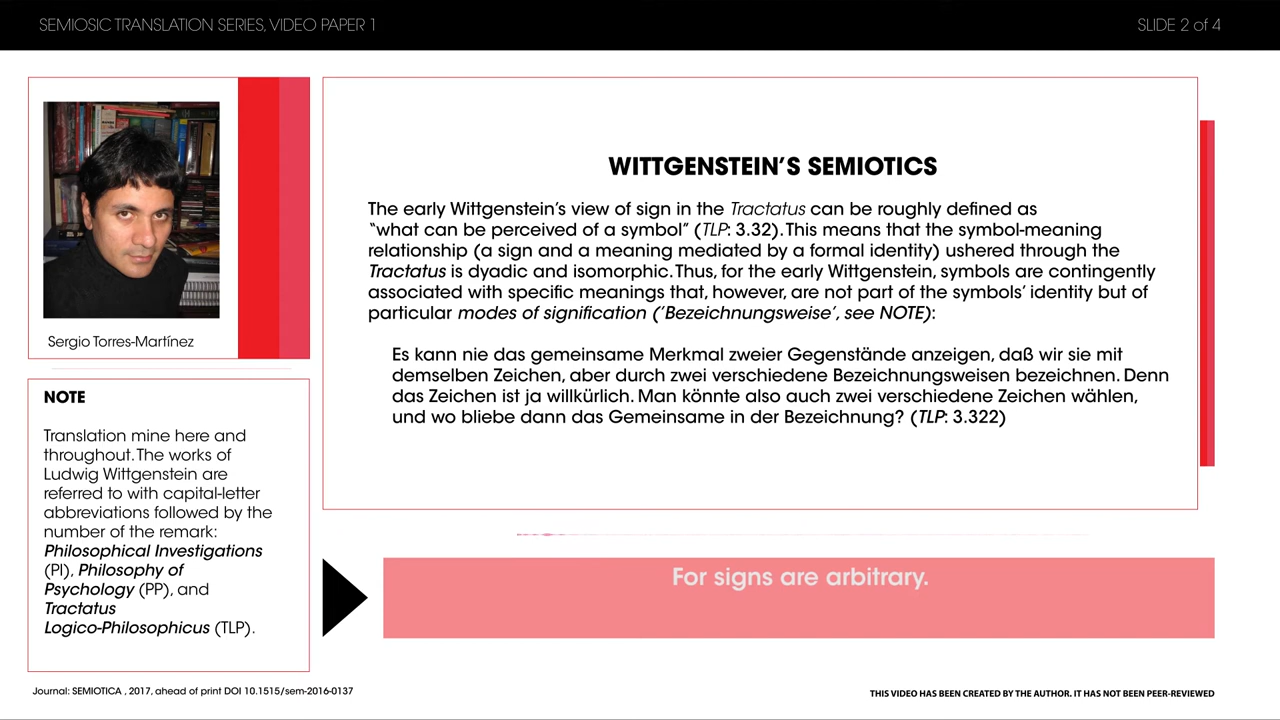 SEMIOSIC TRANSLATION SERIES, VIDEO PAPER 1
SLIDE 2 of 4
Sergio Torres-Martínez
NOTE
Translation mine here and
throughout. The works of
Ludwig Wittgenstein are
referred to with capital-letter
abbreviations followed by the
number of the remark:
Philosophical Investigations
(PI), Philosophy of
Psychology (PP), and
Tractatus
Logico-Philosophicus (TLP).
WITTGENSTEIN'S SEMIOTICS
The early Wittgenstein's view of sign in the Tractatus can be roughly defined as
“what can be perceived of a symbol” (TLP: 3.32). This means that the symbol-meaning
relationship (a sign and a meaning mediated by a formal identity) ushered through the
Tractatus is dyadic and isomorphic. Thus, for the early Wittgenstein, symbols are contingently
associated with specific meanings that, however, are not part of the symbols' identity but of
particular modes of signification ('Bezeichnungsweise', see NOTE):
Es kann nie das gemeinsame Merkmal zweier Gegenstände anzeigen, daß wir sie mit
demselben Zeichen, aber durch zwei verschiedene Bezeichnungsweisen bezeichnen. Denn
das Zeichen ist ja willkürlich. Man könnte also auch zwei verschiedene Zeichen wählen,
und wo bliebe dann das Gemeinsame in der Bezeichnung? (TLP: 3.322)
For signs are arbitrary.
Journal: SEMIOTICA , 2017, ahead of print DOI 10.1515/sem-2016-0137
THIS VIDEO HAS BEEN CREATED BY THE AUTHOR. IT HAS NOT BEEN PEER-REVIEWED